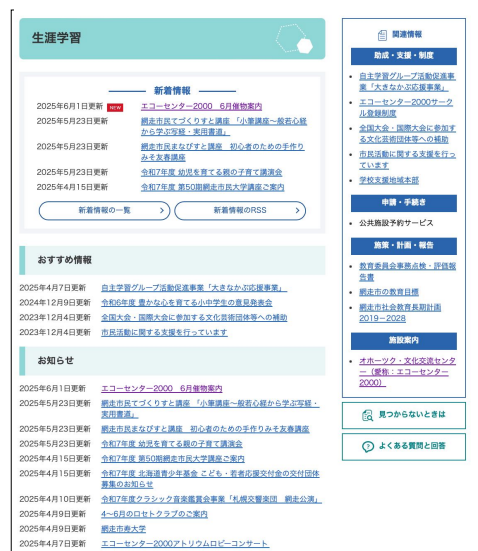 生涯学習
新着情報
2025年6月1日更新 NEW エコーセンター2000 6月催物案内
2025年5月23日更新 網走市民てづくりすと講座 「小筆講座~般若心経
から学ぶ写経・実用書道」
2025年5月23日更新 網走市民まなびすと講座 初心者のための手作り
みそ友春講座
2025年5月23日更新 令和7年度 幼児を育てる親の子育て講演会
2025年4月15日更新 令和7年度 第50期網走市民大学講座ご案内
新着情報の一覧
新着情報のRSS
おすすめ情報
2025年4月7日更新 自主学習グループ活動促進事業「大きなかぶ応援事業」
2024年12月9日更新 令和6年度 豊かな心を育てる小中学生の意見発表会
2023年12月4日更新 全国大会・国際大会に参加する文化芸術団体等への補助
2023年12月4日更新 市民活動に関する支援を行っています
お知らせ
2025年6月1日更新 エコーセンター2000 6月催物案内
2025年5月23日更新 網走市民てづくりすと講座 「小筆講座~般若心経から学ぶ写経・
実用書道」
2025年5月23日更新 網走市民まなびすと講座 初心者のための手作りみそ友春講座
2025年5月23日更新 令和7年度 幼児を育てる親の子育て講演会
2025年4月15日更新 令和7年度 第50期網走市民大学講座ご案内
2025年4月15日更新 令和7年度 北海道青少年基金 こども・若者応援交付金の交付団体
募集のお知らせ
2025年4月10日更新 令和7年度クラシック音楽鑑賞会事業「札幌交響楽団 網走公演」
2025年4月9日更新 4~6月の口セトクラブのご案内
2025年4月9日更新 網走市寿大学
2025年4月7日更新 エコーセンター2000アトリウムロビーコンサート
関連情報
助成・支援・制度
自主学習グループ活動促進事
業「大きなかぶ応援事業」
エコーセンター2000サーク
ル登録制度
全国大会・国際大会に参加す
る文化芸術団体等への補助
市民活動に関する支援を行っ
ています
学校支援地域本部
申請・手続き
公共施設予約サービス
施策・計画・報告
教育委員会事務点検・評価報
告書
網走市の教育目標
網走市社会教育長期計画
2019-2028
施設案内
オホーツク・文化交流センタ
ー(愛称:エコーセンター
2000)
見つからないときは
よくある質問と回答